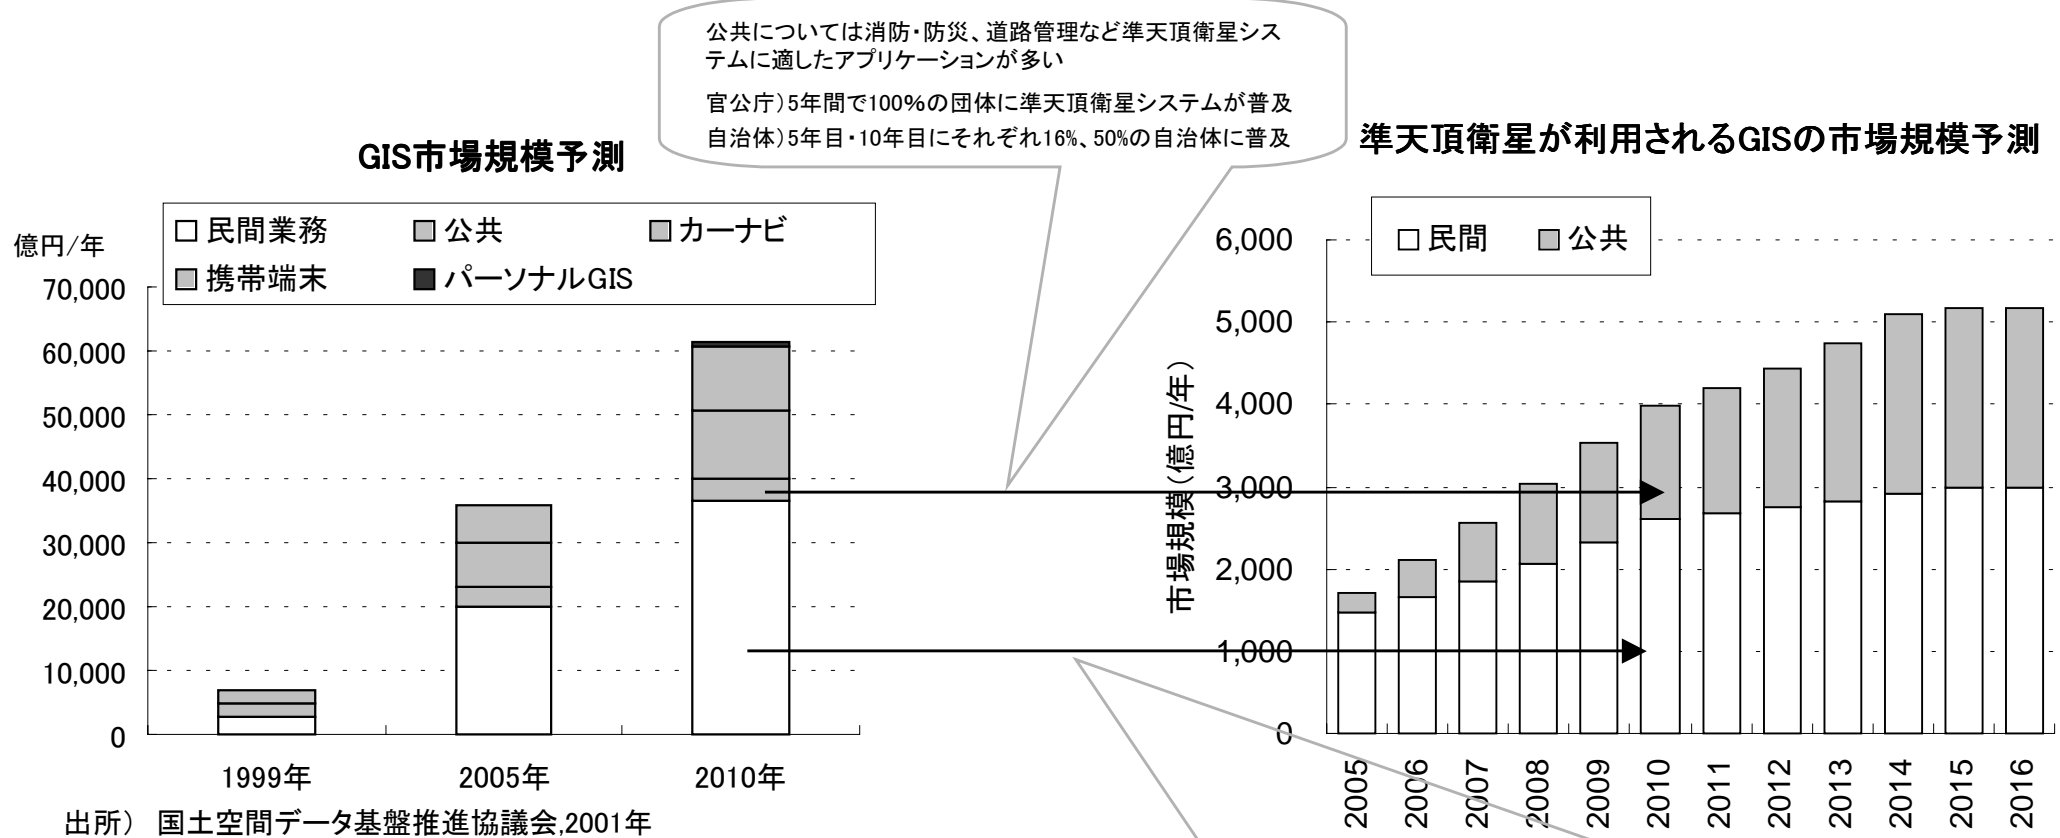 公共については消防・防災、道路管理など準天頂衛星シス
テムに適したアプリケーションが多い
官公庁）5年間で100%の団体に準天頂衛星システムが普及
自治体）5年目・10年目にそれぞれ16%、50%の自治体に普及
GIS市場規模予測
億円/年
民間業務 公共 カーナビ
携帯端末 パーソナルGIS
70,000
60,000
50,000
40,000
30,000
20,000
10,000
0
1999年 2005年 2010年
出所） 国土空間データ基盤推進協議会,2001年
準天頂衛星が利用されるGISの市場規模予測
民間 公共
市場規模（億円/年）
6,000
5,000
4,000
3,000
2,000
1,000
0
2005 2006 2007 2008 2009 2010 2011 2012 2013 2014 2015 2016